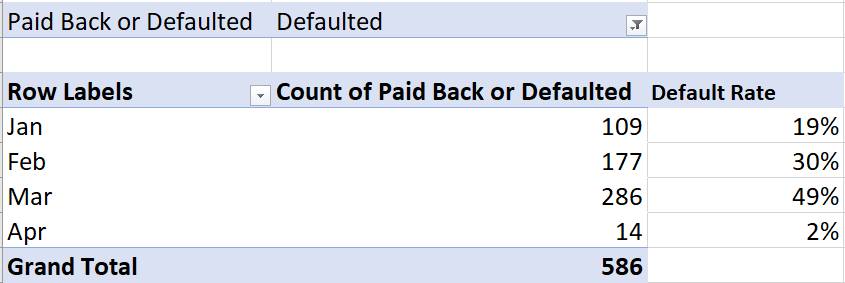 Paid Back or Defaulted Defaulted
Row Labels Count of Paid Back or Defaulted Default Rate
Jan 109 19%
Feb 177 30%
Mar 286 49%
Apr 14 2%
Grand Total 586